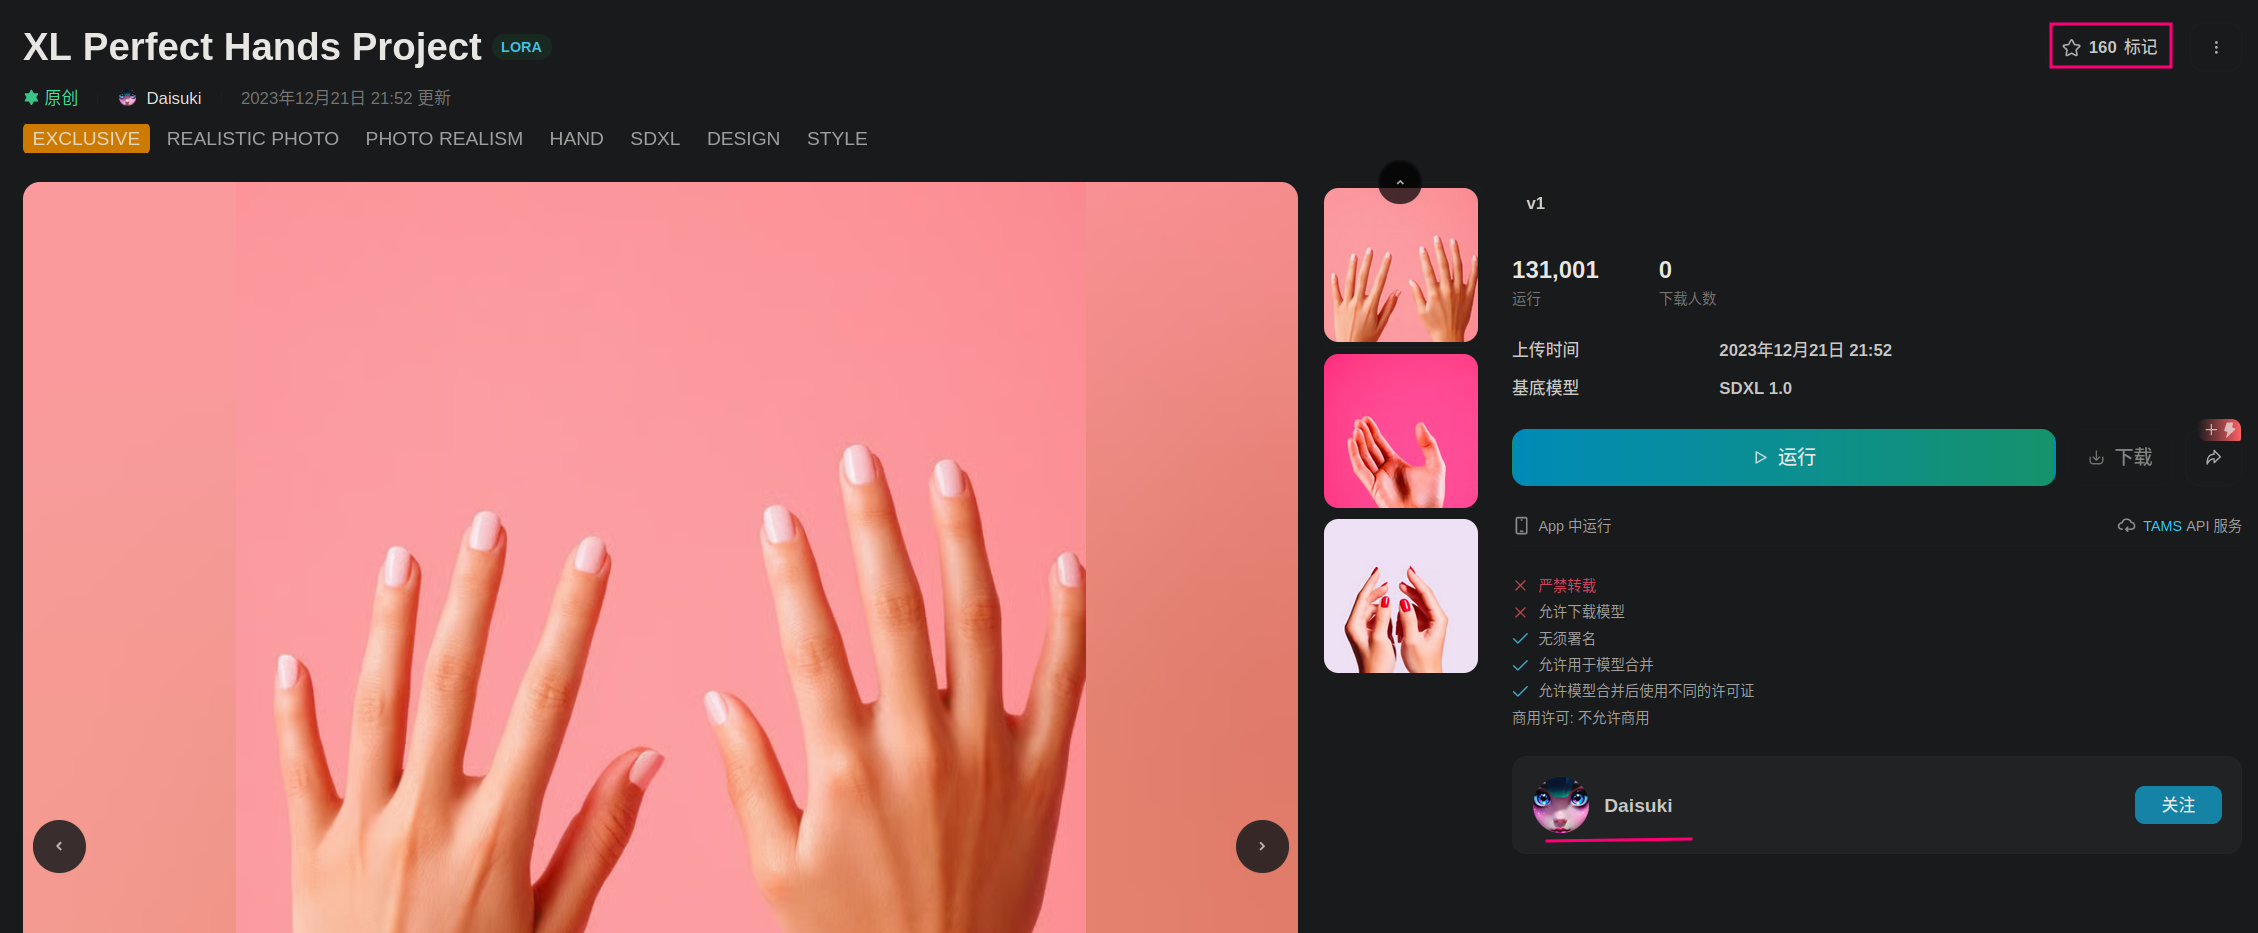 XL Perfect Hands Project LORA
160 标记
原创 Daisuki 2023年12月21日 21:52 更新
EXCLUSIVE REALISTIC PHOTO PHOTO REALISM HAND SDXL DESIGN STYLE
v1
131,001 0
运行 下载人数
上传时间 2023年12月21日 21:52
基底模型 SDXL 1.0
运行 下载
App 中运行 TAMS API 服务
严禁转载
允许下载模型
无须署名
允许用于模型合并
允许模型合并后使用不同的许可证
商用许可: 不允许商用
Daisuki 关注